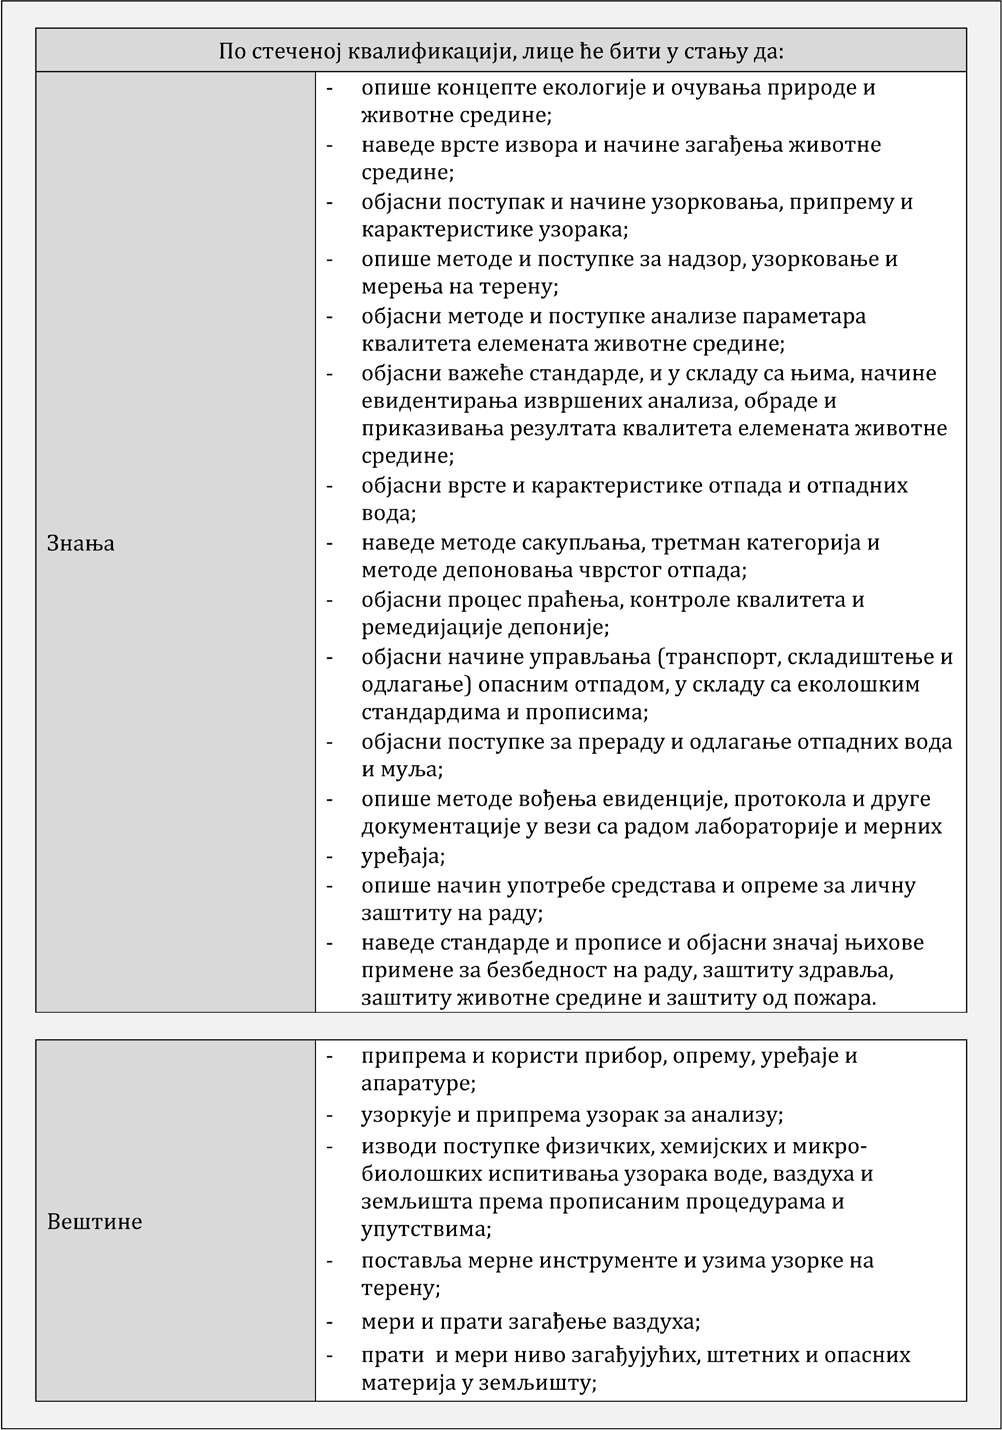 По стеченој квалификацији, лице ће бити у стању да:
Знања
- опише концепте екологије и очувања природе и
животне средине;
- наведе врсте извора и начине загађења животне
средине;
- објасни поступак и начине узорковања, припрему и
карактеристике узорака;
- опише методе и поступке за надзор, узорковање и
мерења на терену;
- објасни методе и поступке анализе параметара
квалитета елемената животне средине;
- објасни важеће стандарде, и у складу са њима, начине
евидентирања извршених анализа, обраде и
приказивања резултата квалитета елемената животне
средине;
- објасни врсте и карактеристике отпада и отпадних
вода;
- наведе методе сакупљања, третман категорија и
методе депоновања чврстог отпада;
- објасни процес праћења, контроле квалитета и
ремедијације депоније;
- објасни начине управљања (транспорт, складиштење и
одлагање) опасним отпадом, у складу са еколошким
стандардима и прописима;
- објасни поступке за прераду и одлагање отпадних вода
и муља;
- опише методе вођења евиденције, протокола и друге
документације у вези са радом лабораторије и мерних
- уређаја;
- опише начин употребе средстава и опреме за личну
заштиту на раду;
- наведе стандарде и прописе и објасни значај њихове
примене за безбедност на раду, заштиту здравља,
заштиту животне средине и заштиту од пожара.
Вештине
- припрема и користи прибор, опрему, уређаје и
апаратуре;
- узоркује и припрема узорак за анализу;
- изводи поступке физичких, хемијских и микро-
биолошких испитивања узорака воде, ваздуха и
земљишта према прописаним процедурама и
упутствима;
- поставља мерне инструменте и узима узорке на
терену;
- мери и прати загађење ваздуха;
- прати  и мери ниво загађујућих, штетних и опасних
материја у земљишту;